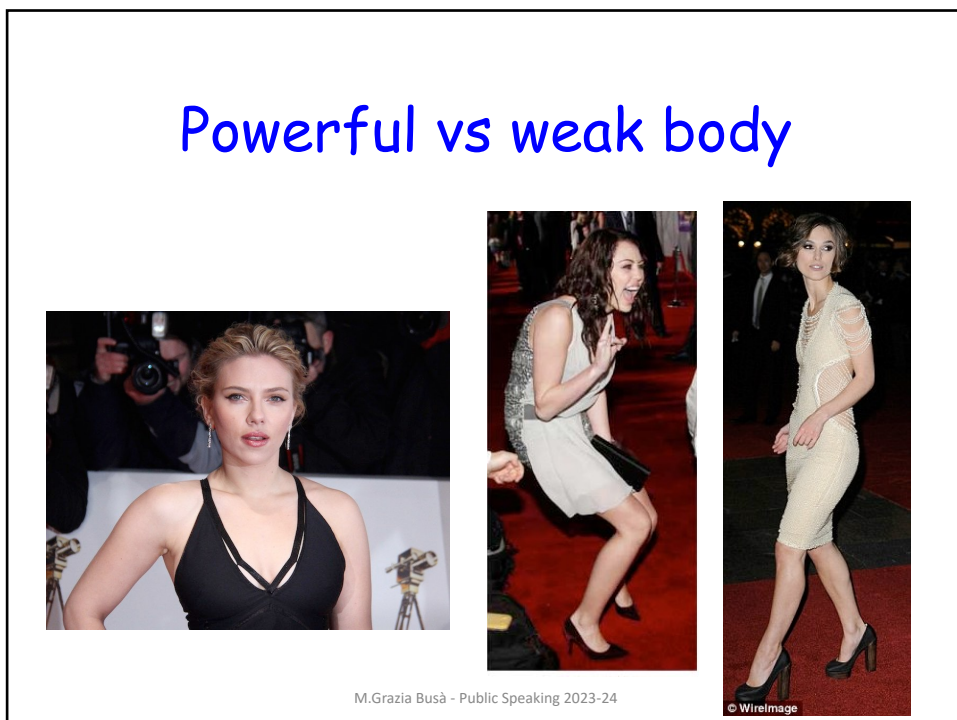 Powerful vs weak body
M.Grazia Busà - Public Speaking 2023-24
© WireImage